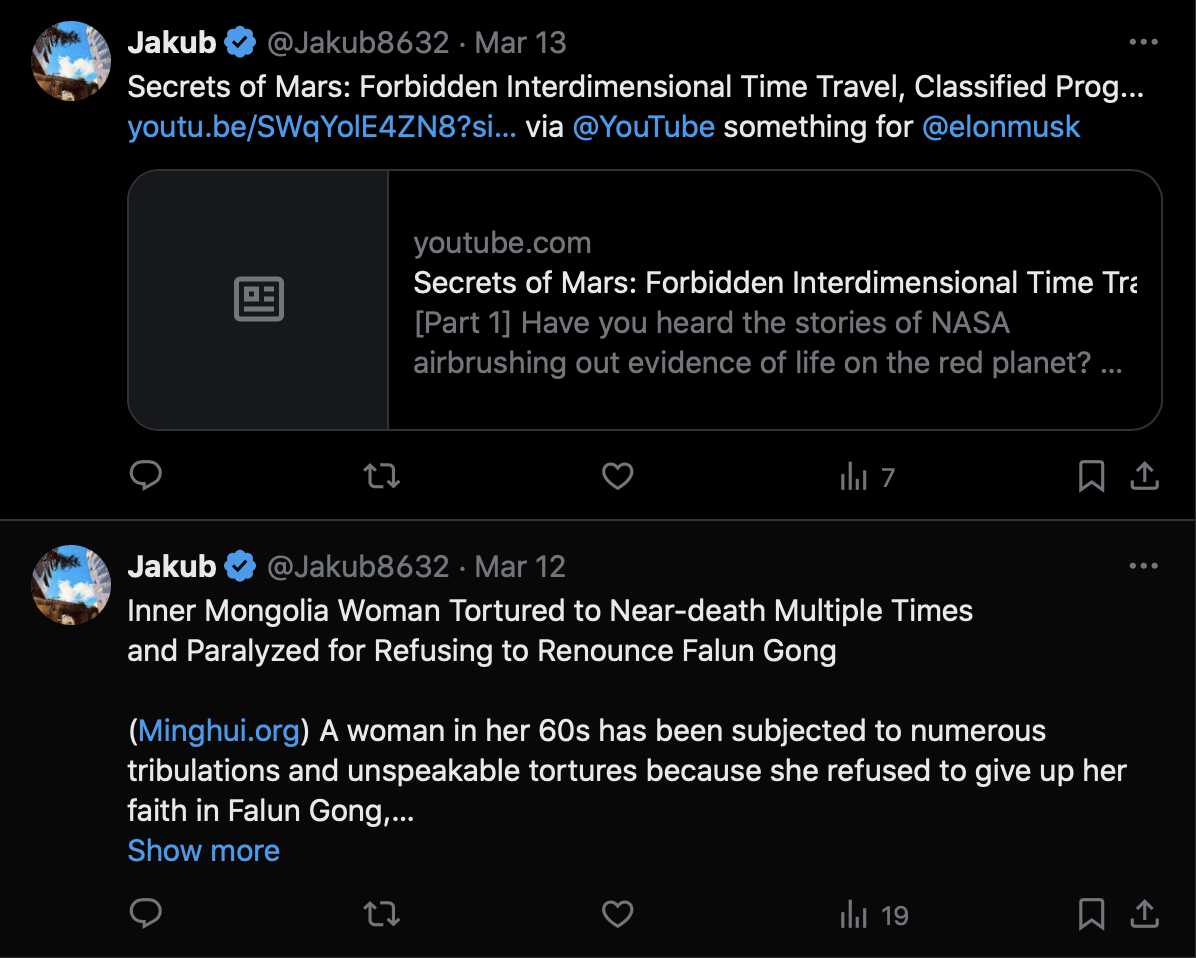 Jakub @Jakub8632 · Mar 13
Secrets of Mars: Forbidden Interdimensional Time Travel, Classified Prog...
youtu.be/SWqYolE4ZN8?si... via @YouTube something for @elonmusk
youtube.com
Secrets of Mars: Forbidden Interdimensional Time Tra
[Part 1] Have you heard the stories of NASA
airbrushing out evidence of life on the red planet? ...
7
Jakub @Jakub8632 · Mar 12
Inner Mongolia Woman Tortured to Near-death Multiple Times
and Paralyzed for Refusing to Renounce Falun Gong
(Minghui.org) A woman in her 60s has been subjected to numerous
tribulations and unspeakable tortures because she refused to give up her
faith in Falun Gong,...
Show more
19